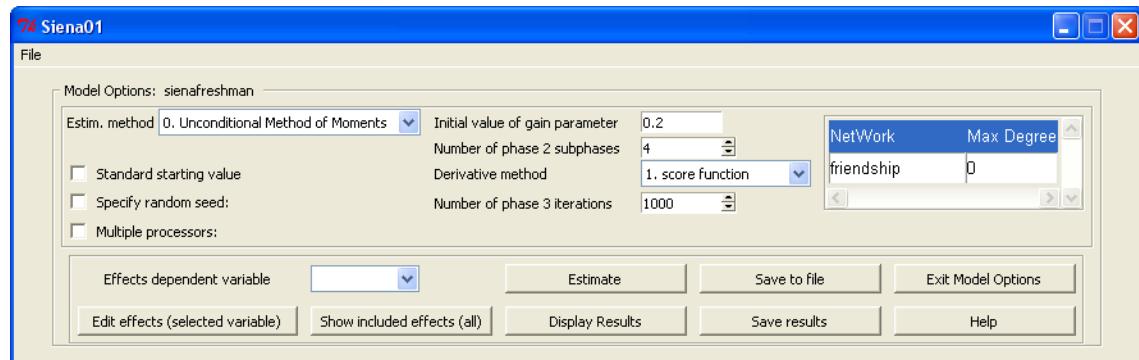 Siena01
File
Model Options: sienafreshman
Estim. method 0. Unconditional Method of Moments
Initial value of gain parameter 0.2
Number of phase 2 subphases 4
Standard starting value
Derivative method 1. score function
Specify random seed:
Number of phase 3 iterations 1000
Multiple processors:
NetWork Max Degree
friendship 0
Effects dependent variable
Estimate
Save to file
Exit Model Options
Edit effects (selected variable)
Show included effects (all)
Display Results
Save results
Help